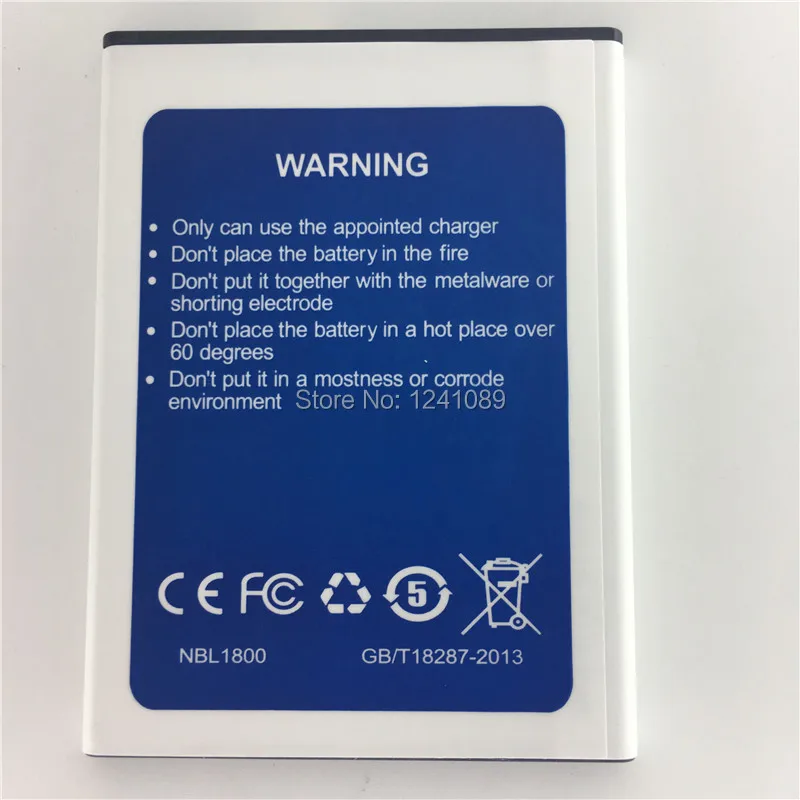 WARNING
• Only can use the appointed charger
• Don't place the battery in the fire
• Don't put it together with the metalware or
shorting electrode
• Don't place the battery in a hot place over
60 degrees
• Don't put it in a mostness or corrode
environment
Store No: 1241089
CE FC 5
NBL1800
GB/T18287-2013